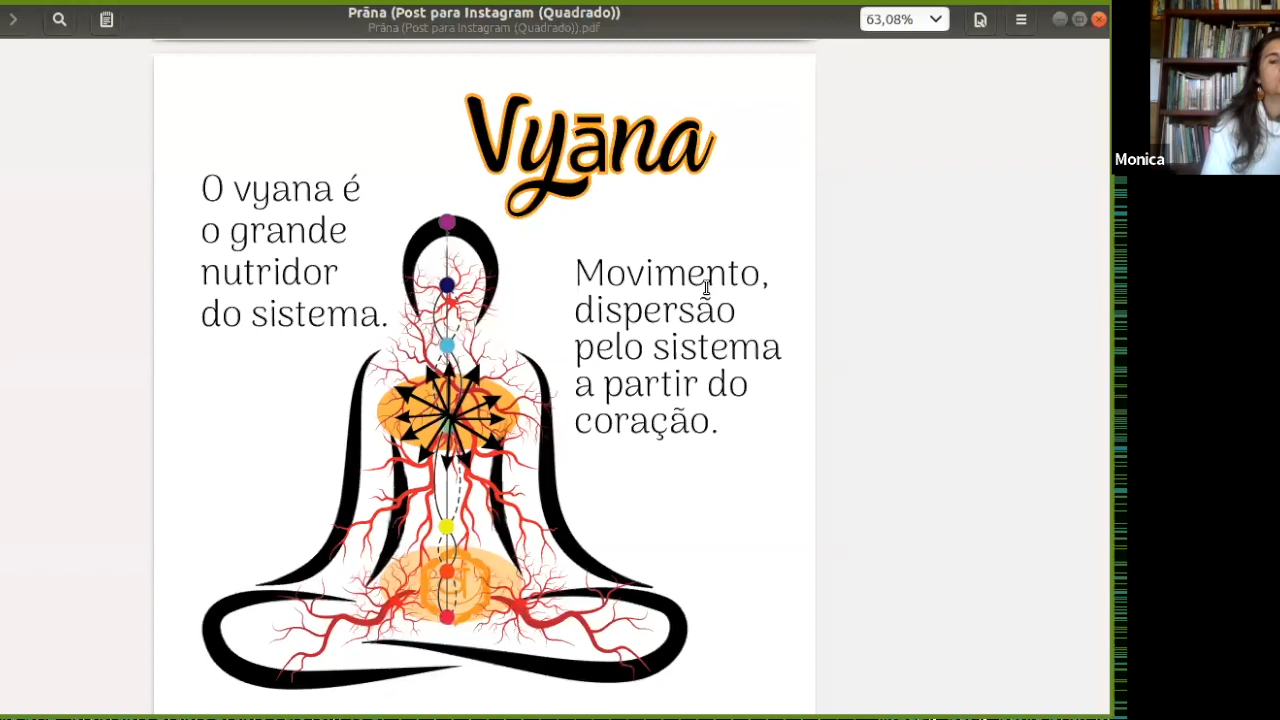 Prāna (Post para Instagram (Quadrado))
Prāna (Post para Instagram (Quadrado)).pdf
63,08%
Monica
Vyāna
O vyana é
o grande
nutridor
do sistema.
Movimento,
dispersão
pelo sistema
a partir do
coração.